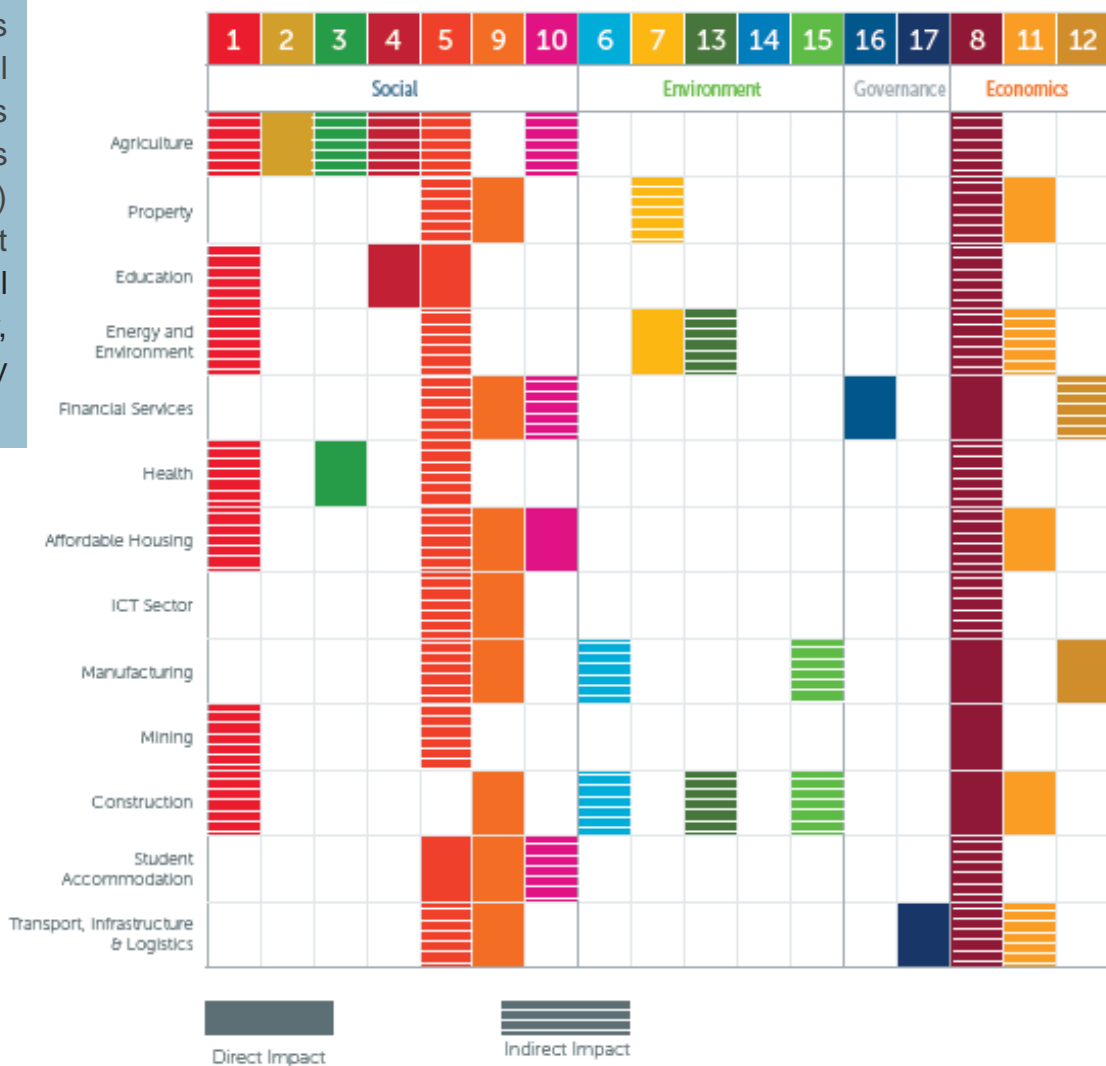 s
l
s
s
)
t
l
,
y
1 2 3 4 5 9 10 6 7 13 14 15 16 17 8 11 12
Social Environment Governance Economics
Agriculture
Property
Education
Energy and
Environment
Financial Services
Health
Affordable Housing
ICT Sector
Manufacturing
Mining
Construction
Student
Accommodation
Transport, Infrastructure
& Logistics
Direct Impact Indirect Impact